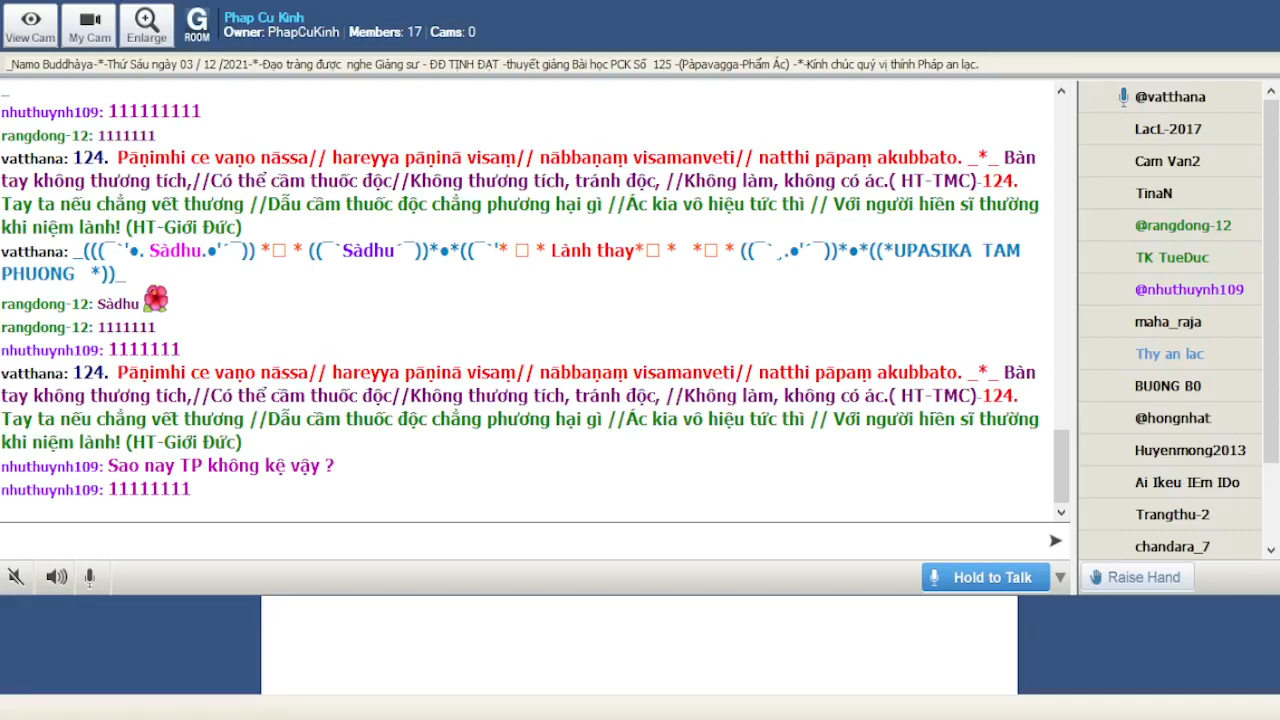 View Cam
My Cam
Enlarge
G
ROOM
Phap Cu Kinh
Owner: PhapCuKinh | Members: 17 | Cams: 0
_Namo Buddhàya-*-Thứ Sáu ngày 03 / 12 /2021-*-Đạo tràng được nghe Giảng sư - ĐĐ TỊNH ĐẠT -thuyết giảng Bài học PCK Số 125 -(Pàpavagga-Phẩm Ác) -*-Kính chúc quý vị thính Pháp an lạc.
nhuthuynh109: 111111111
rangdong-12: 1111111
vatthana: 124. Pāṇimhi ce vaṇo nāssa// hareyya pāṇinā visaṃ// nābbaṇaṃ visamanveti// natthi pāpaṃ akubbato. _*_ Bàn
tay không thương tích,//Có thể cầm thuốc độc//Không thương tích, tránh độc, //Không làm, không có ác.( HT-TMC)-124.
Tay ta nếu chẳng vết thương //Dẫu cầm thuốc độc chẳng phương hại gì //Ác kia vô hiệu tức thì // Với người hiền sĩ thường
khi niệm lành! (HT-Giới Đức)
vatthana: _(((¯`'●. Sàdhu.●'´¯)) *□ * ((¯`Sàdhu´¯))*●*((¯`'* □ * Lành thay*□ * *□ * ((¯`¸.●'´¯))*●*((*UPASIKA TAM
PHUONG *))_
rangdong-12: Sàdhu
rangdong-12: 1111111
nhuthuynh109: 1111111
vatthana: 124. Pāṇimhi ce vaṇo nāssa// hareyya pāṇinā visaṃ// nābbaṇaṃ visamanveti// natthi pāpaṃ akubbato. _*_ Bàn
tay không thương tích,//Có thể cầm thuốc độc//Không thương tích, tránh độc, //Không làm, không có ác.( HT-TMC)-124.
Tay ta nếu chẳng vết thương //Dẫu cầm thuốc độc chẳng phương hại gì //Ác kia vô hiệu tức thì // Với người hiền sĩ thường
khi niệm lành! (HT-Giới Đức)
nhuthuynh109: Sao nay TP không kệ vậy ?
nhuthuynh109: 11111111
@vatthana
LacL-2017
Cam Van2
TinaN
@rangdong-12
TK TueDuc
@nhuthuynh109
maha_raja
Thy an lac
BU0NG B0
@hongnhat
Huyenmong2013
Ai Ikeu IEm IDo
Trangthu-2
chandara_7
Hold to Talk
Raise Hand